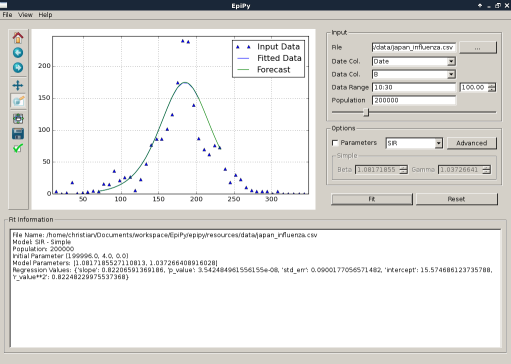 EpiPy
File View Help
Input Data
Fitted Data
Forecast
200
150
100
50
0
50 100 150 200 250 300
Input
File /data/japan_influenza.csv ...
Date Col. Date
Data Col. B
Data Range 10:30 100.00
Population 200000
Options
Parameters SIR Advanced
Simple
Beta 1.08171855 Gamma 1.03726641
Fit Reset
Fit Information
File Name: /home/christian/Documents/workspace/EpiPy/epipy/resources/data/japan_influenza.csv
Model: SIR - Simple
Population: 200000
Initial Parameter (199996.0, 4.0, 0.0)
Model Parameters: [1.0817185527110813, 1.037266408916028]
Regression Values: {'slope': 0.82206591369186, 'p_value': 3.542484961556155e-08, 'std_err': 0.0900177056571482, 'intercept': 15.574686123735788,
'r_value**2': 0.82248229975537368}